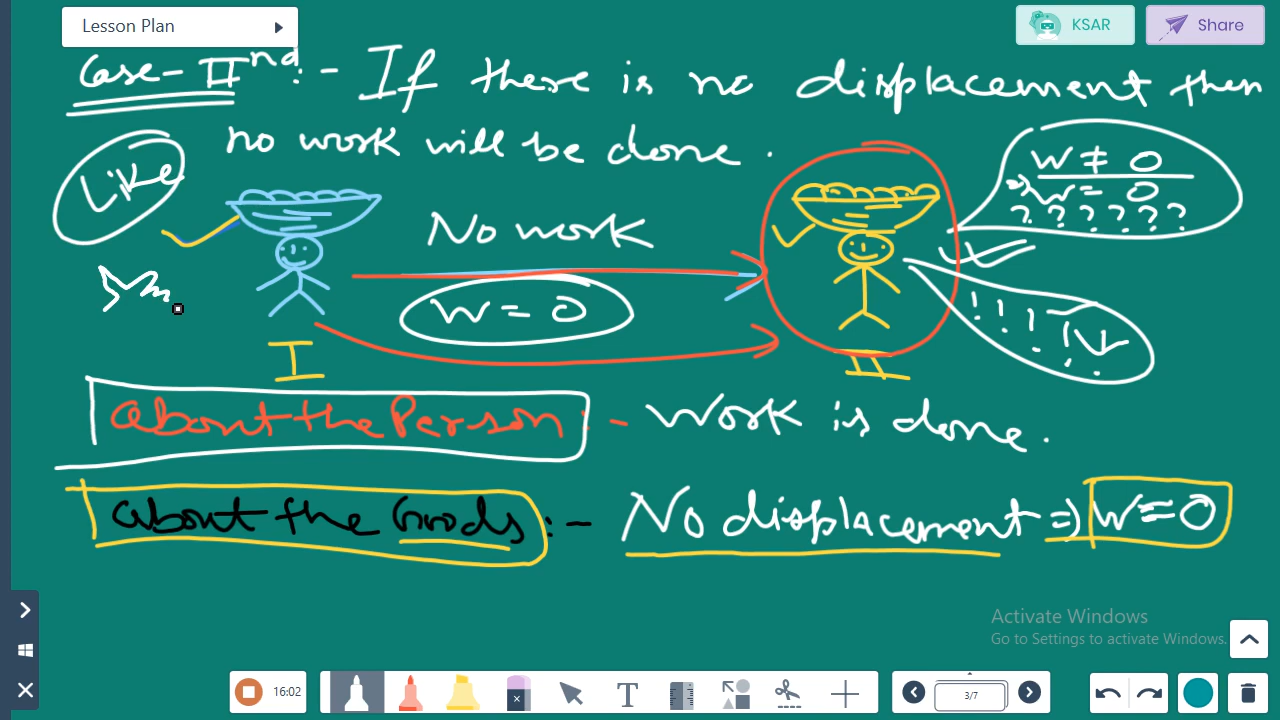 Lesson Plan
KSAR
Share
Case-IInd:- If there is no displacement then
no work will be done.
Like
No work
W = 0
W ≠ 0
=> W = 0
? ? ? ? ? ?
! ! ! !
I
II
About the Person :- Work is done.
About the Goods :- No displacement => W = 0
Activate Windows
Go to Settings to activate Windows.
16:02
T
3/7